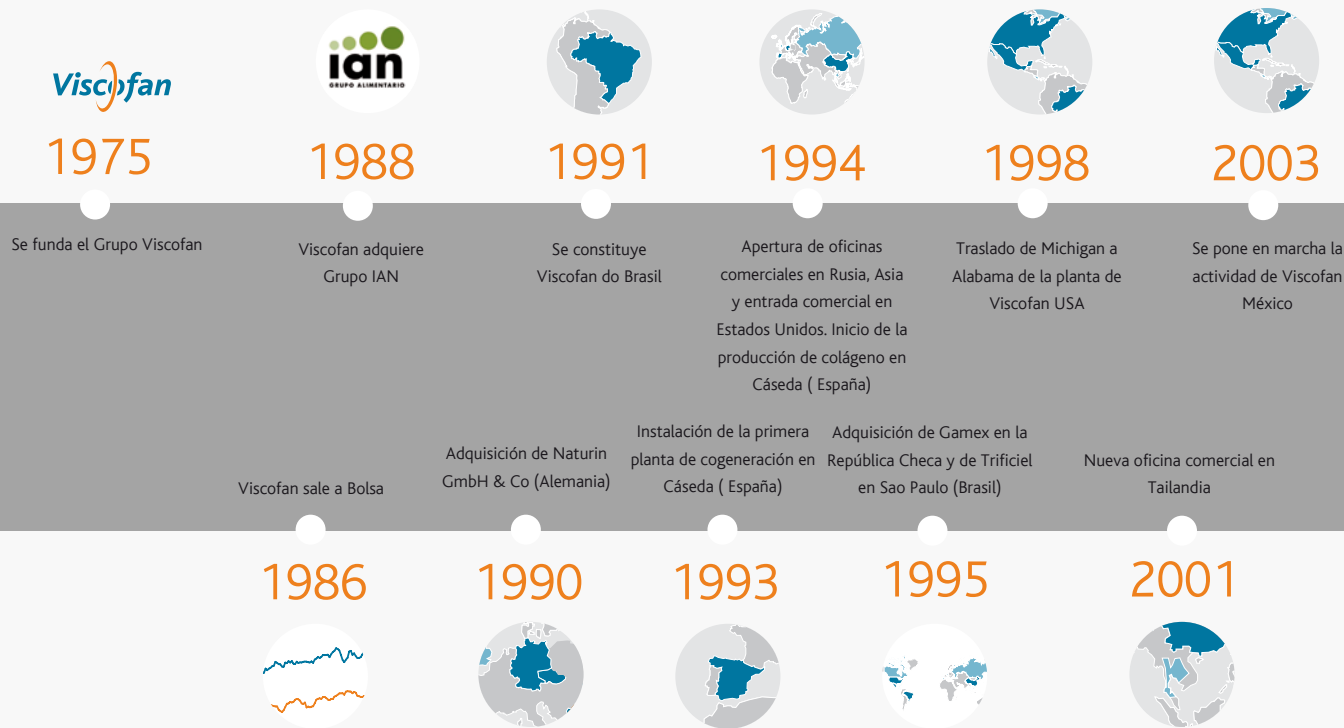 Viscofan
1975
Se funda el Grupo Viscofan
ian
GRUPO ALIMENTARIO
1988
Viscofan adquiere
Grupo IAN
1991
Se constituye
Viscofan do Brasil
1994
Apertura de oficinas
comerciales en Rusia, Asia
y entrada comercial en
Estados Unidos. Inicio de la
producción de colágeno en
Cáseda ( España)
1998
Traslado de Michigan a
Alabama de la planta de
Viscofan USA
2003
Se pone en marcha la
actividad de Viscofan
México
Viscofan sale a Bolsa
1986
Adquisición de Naturin
GmbH & Co (Alemania)
1990
Instalación de la primera
planta de cogeneración en
Cáseda ( España)
1993
Adquisición de Gamex en la
República Checa y de Trificiel
en Sao Paulo (Brasil)
1995
Nueva oficina comercial en
Tailandia
2001